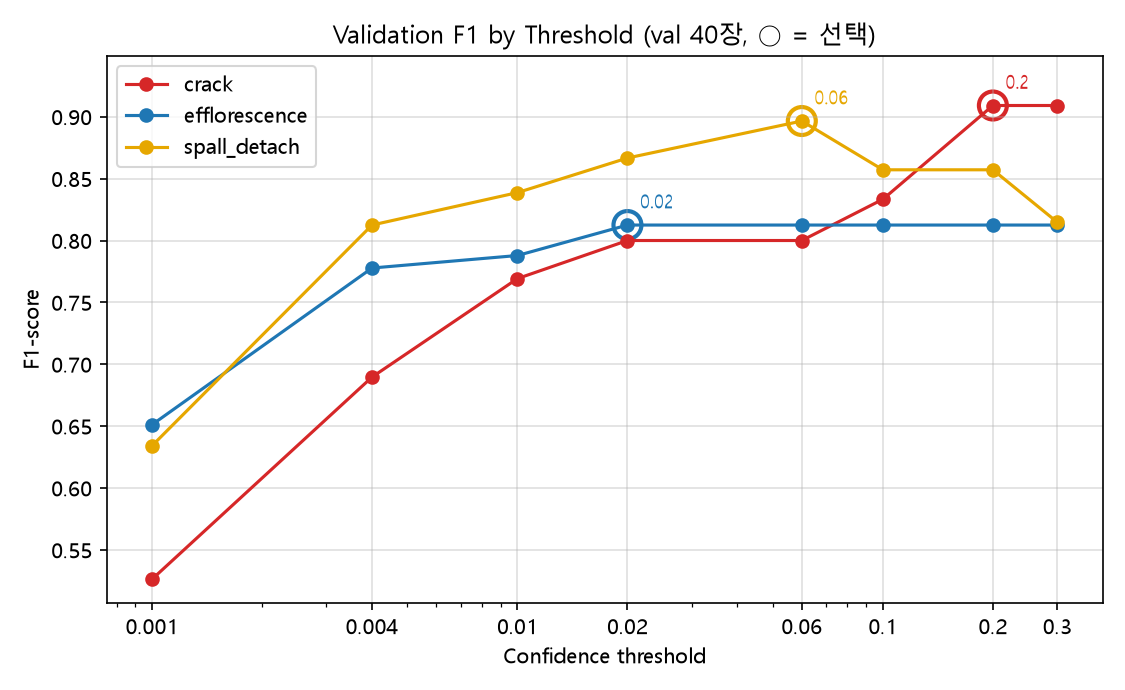 Validation F1 by Threshold (val 40장, ○ = 선택)
crack
efflorescence
spall_detach
0.2
0.06
0.02
F1-score
0.90
0.85
0.80
0.75
0.70
0.65
0.60
0.55
0.001 0.004 0.01 0.02 0.06 0.1 0.2 0.3
Confidence threshold